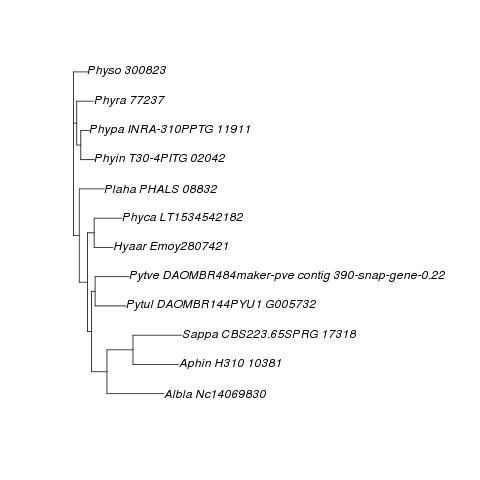 Physo 300823
Phyra 77237
Phypa INRA-310PPTG 11911
Phyin T30-4PITG 02042
Plaha PHALS 08832
Phyca LT1534542182
Hyaar Emoy2807421
Pytve DAOMBR484maker-pve contig 390-snap-gene-0.22
Pytul DAOMBR144PYU1 G005732
Sappa CBS223.65SPRG 17318
Aphin H310 10381
Albla Nc14069830